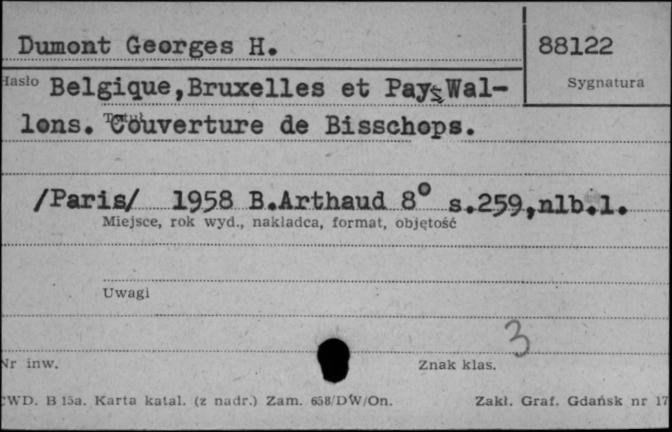 Dumont Georges H.
88122
Hasło
Sygnatura
Belgique,Bruxelles et Pays Wal-
lons. Couverture de Bisschops.
Tytuł
/Paris/ 1958 B.Arthaud 8° s.259,nlb.1.
Miejsce, rok wyd., nakładca, format, objętość
Uwagi
3
Nr inw.
Znak klas.
CWD. B 15a. Karta katal. (z nadr.) Zam. 658/DW/On.
Zakł. Graf. Gdańsk nr 17